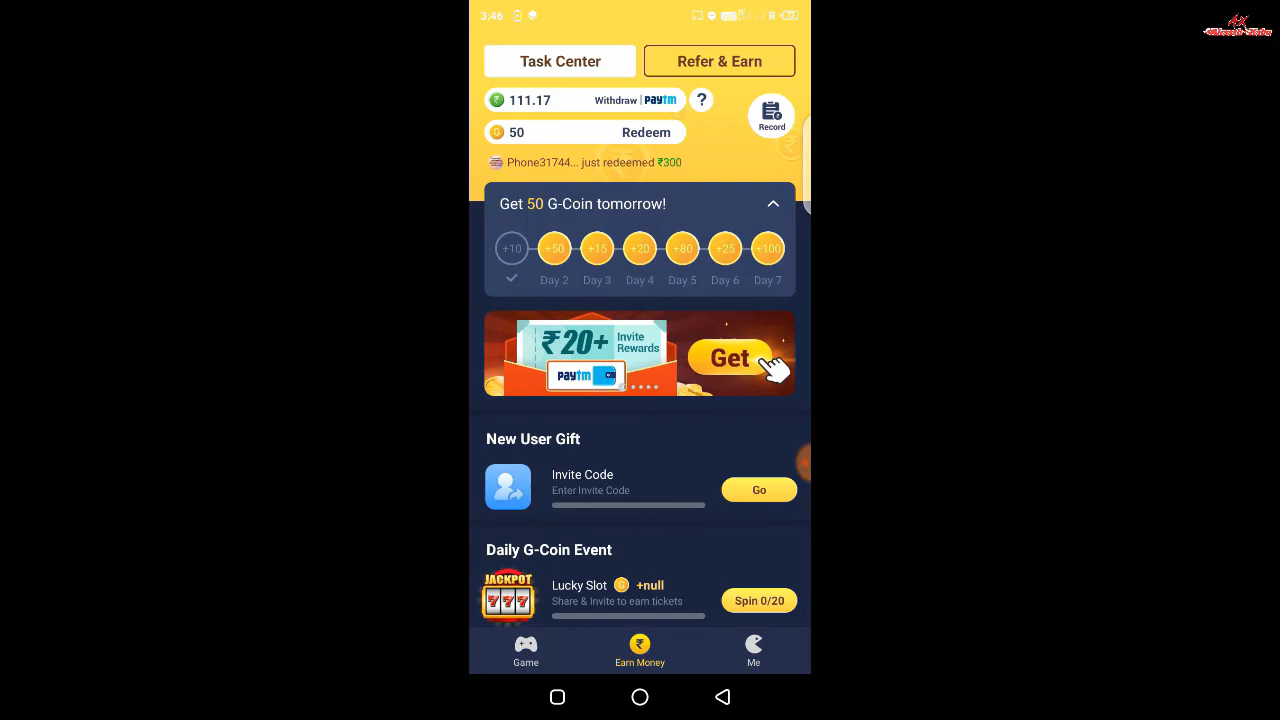 3:46
R 79
Task Center
Refer & Earn
111.17
Withdraw | paytm
?
50
Redeem
Record
Phone31744... just redeemed ₹300
Get 50 G-Coin tomorrow!
+10 +50 +15 +20 +80 +25 +100
Day 2 Day 3 Day 4 Day 5 Day 6 Day 7
₹20+ Invite
Rewards
paytm
Get
New User Gift
Invite Code
Enter Invite Code
Go
Daily G-Coin Event
JACKPOT
777
Lucky Slot G +null
Share & Invite to earn tickets
Spin 0/20
Game
Earn Money
Me